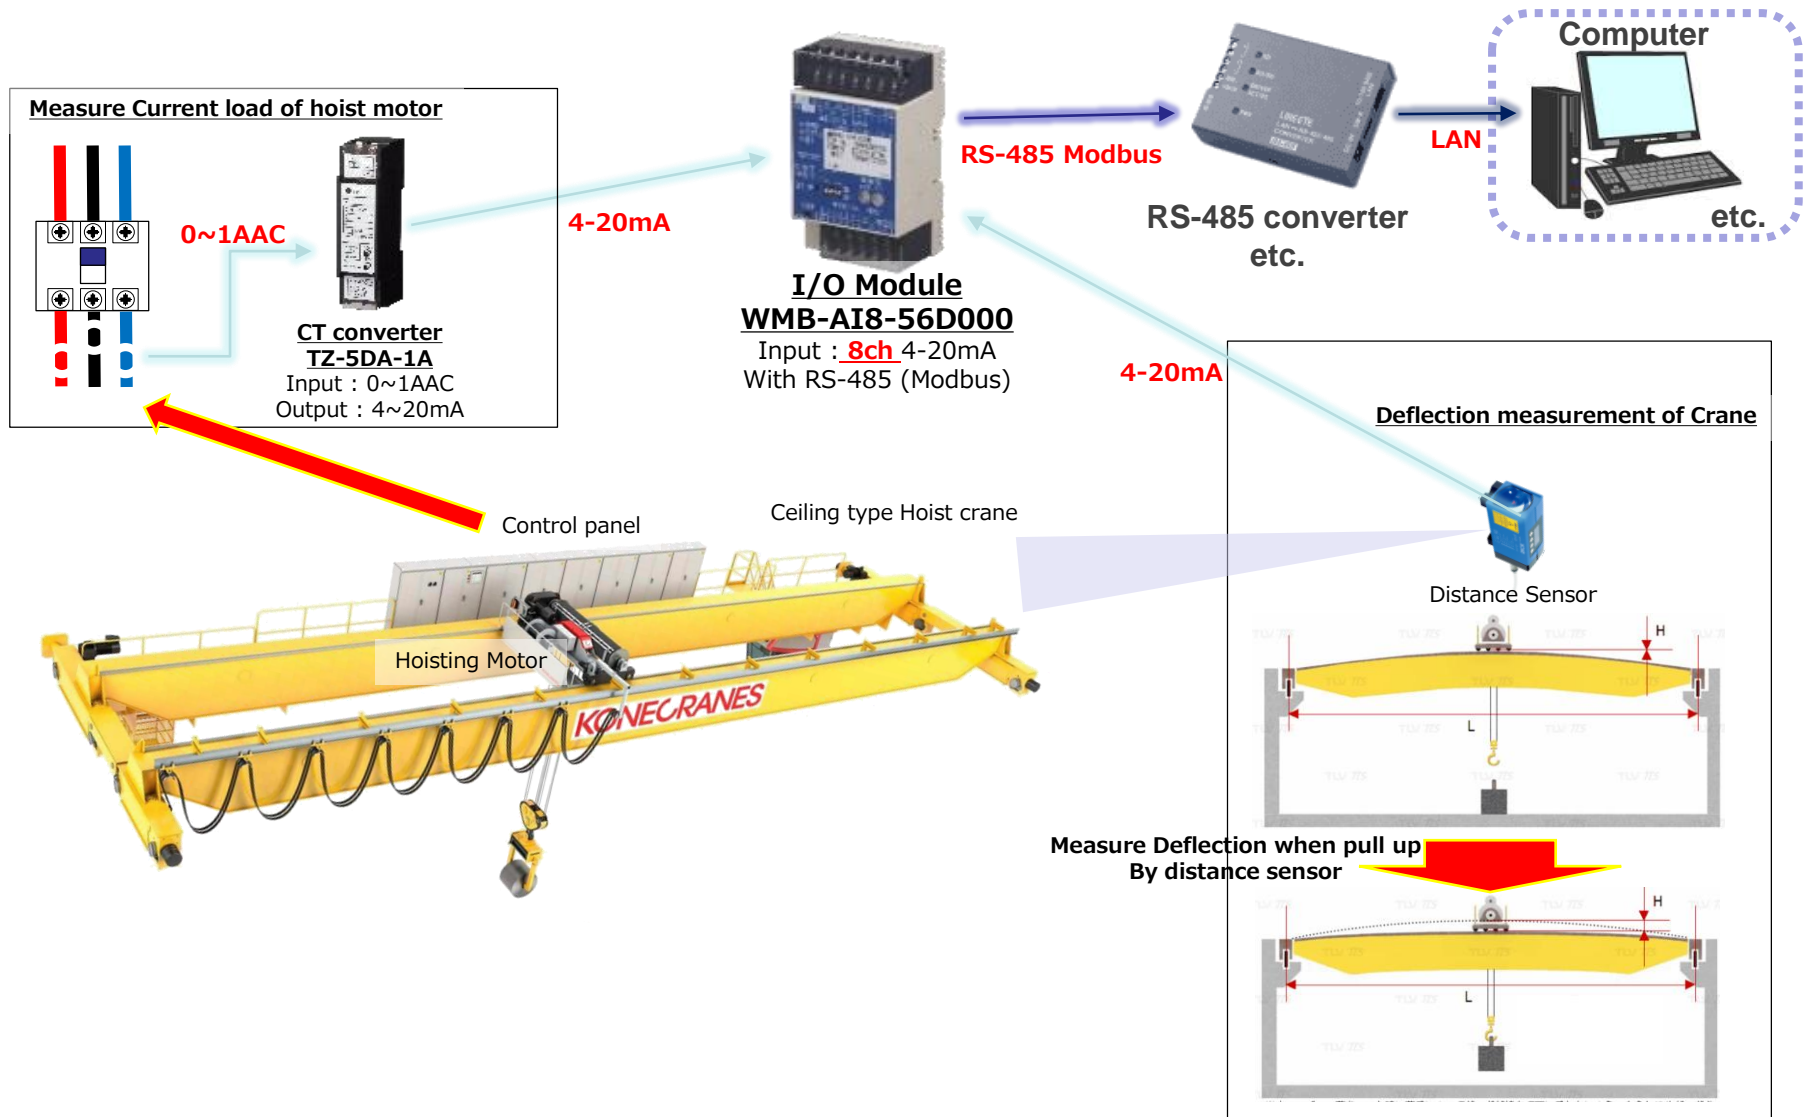 Measure Current load of hoist motor
0~1AAC
CT converter
TZ-5DA-1A
Input : 0~1AAC
Output : 4~20mA
4-20mA
I/O Module
WMB-AI8-56D000
Input : 8ch 4-20mA
With RS-485 (Modbus)
RS-485 Modbus
RS-485 converter
etc.
LAN
Computer
etc.
4-20mA
Deflection measurement of Crane
Distance Sensor
Control panel
Ceiling type Hoist crane
Hoisting Motor
KONECRANES
H
L
Measure Deflection when pull up
By distance sensor
H
L